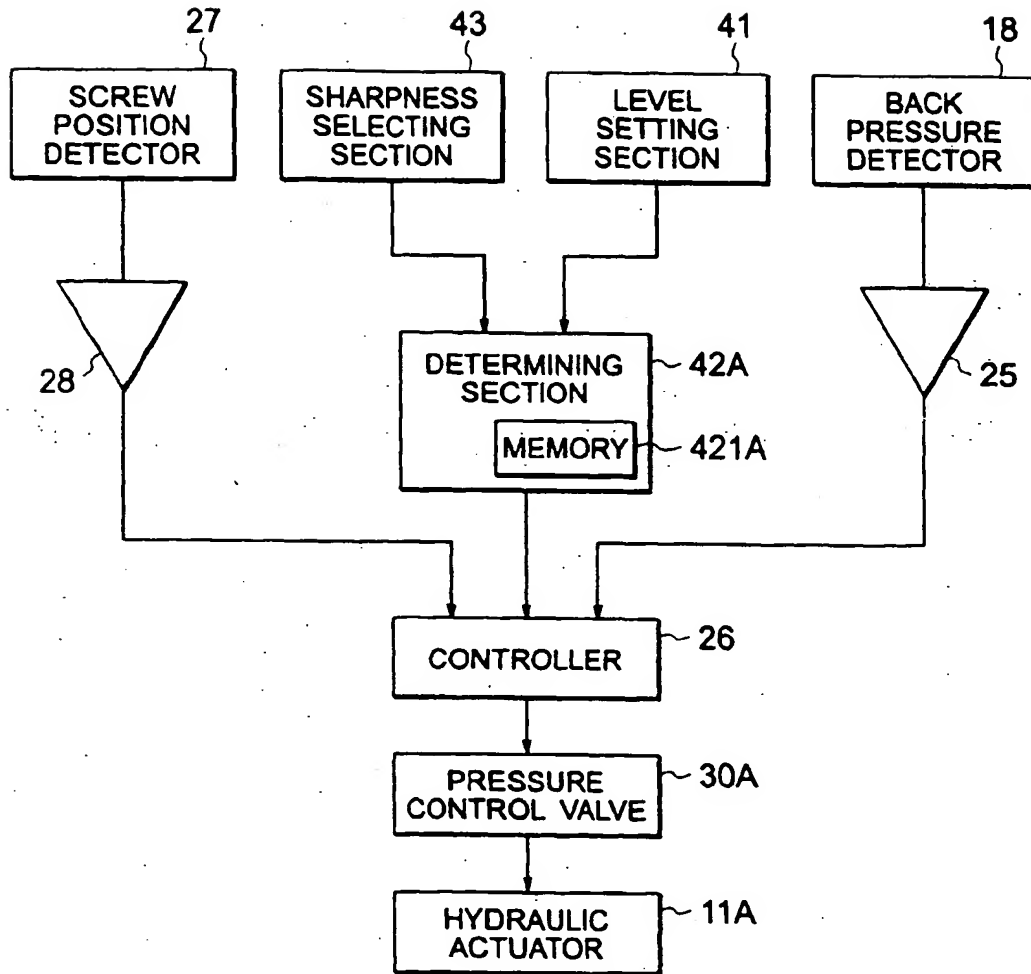 27
43
41
18
SCREW
POSITION
DETECTOR
SHARPNESS
SELECTING
SECTION
LEVEL
SETTING
SECTION
BACK
PRESSURE
DETECTOR
28
DETERMINING
SECTION
42A
25
MEMORY
421A
CONTROLLER
26
PRESSURE
CONTROL VALVE
30A
HYDRAULIC
ACTUATOR
11A